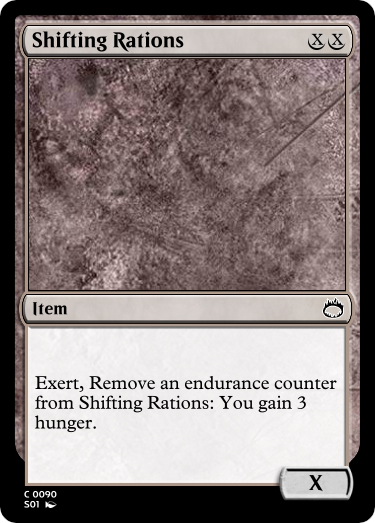 Shifting Rations X X
Item
Exert, Remove an endurance counter
from Shifting Rations: You gain 3
hunger.
X
C 0090
S01